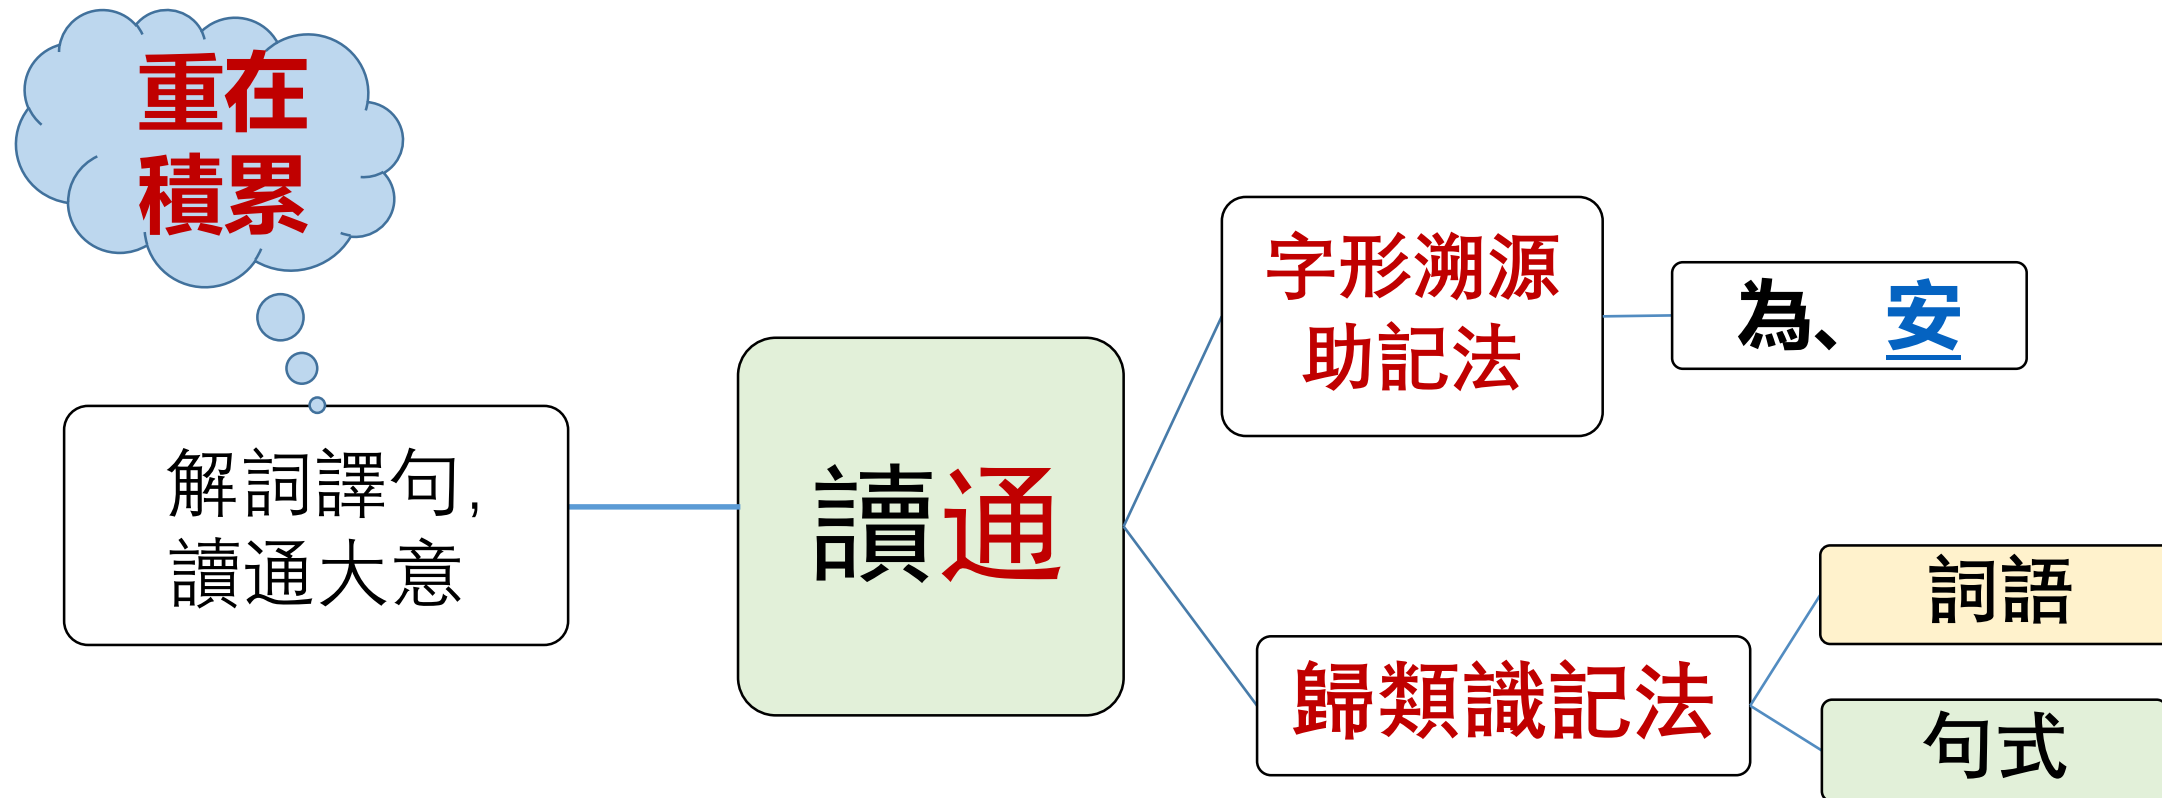 重在
積累
解詞譯句,
讀通大意
讀通
字形溯源
助記法
為、安
歸類識記法
詞語
句式